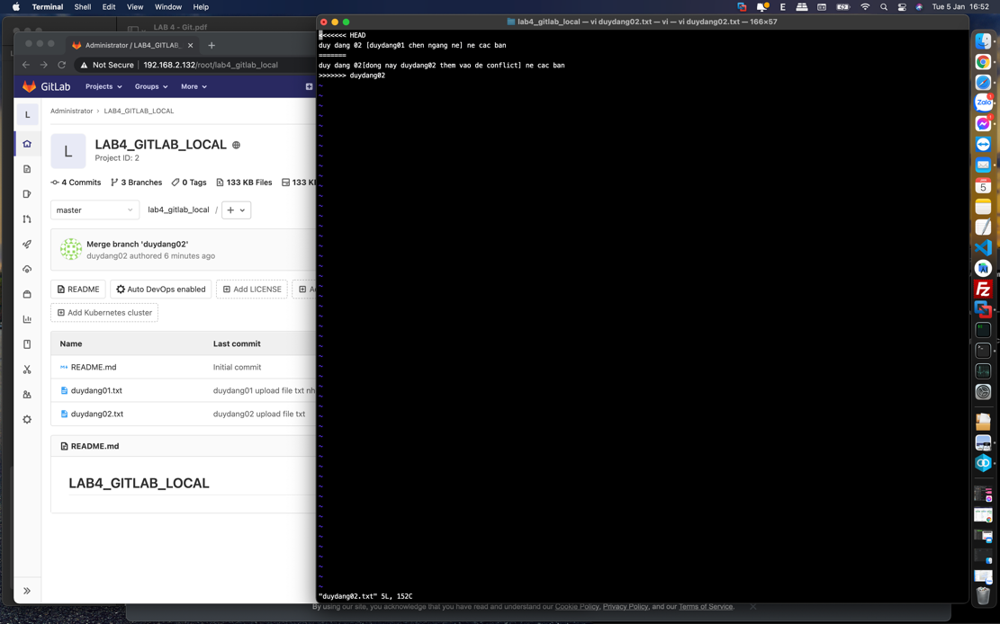 Terminal Shell Edit View Window Help
Tue 5 Jan 16:52
LAB 4 - Git.pdf
Administrator / LAB4_GITLAB_
Not Secure | 192.168.2.132/root/lab4_gitlab_local
GitLab Projects Groups More
L
Administrator > LAB4_GITLAB_LOCAL
L
LAB4_GITLAB_LOCAL
Project ID: 2
4 Commits 3 Branches 0 Tags 133 KB Files
master
lab4_gitlab_local / +
Merge branch 'duydang02'
duydang02 authored 6 minutes ago
README Auto DevOps enabled Add LICENSE
Add Kubernetes cluster
Name Last commit
README.md Initial commit
duydang01.txt duydang01 upload file txt nh
duydang02.txt duydang02 upload file txt
README.md
LAB4_GITLAB_LOCAL
lab4_gitlab_local — vi duydang02.txt — vi — vi duydang02.txt — 166×57
<<<<<<< HEAD
duy dang 02 [duydang01 chen ngang ne] ne cac ban
=======
duy dang 02[dong nay duydang02 them vao de conflict] ne cac ban
>>>>>>> duydang02
"duydang02.txt" 5L, 152C
By using our site, you acknowledge that you have read and understand our Cookie Policy, Privacy Policy, and our Terms of Service.
Zalo
JAN
5